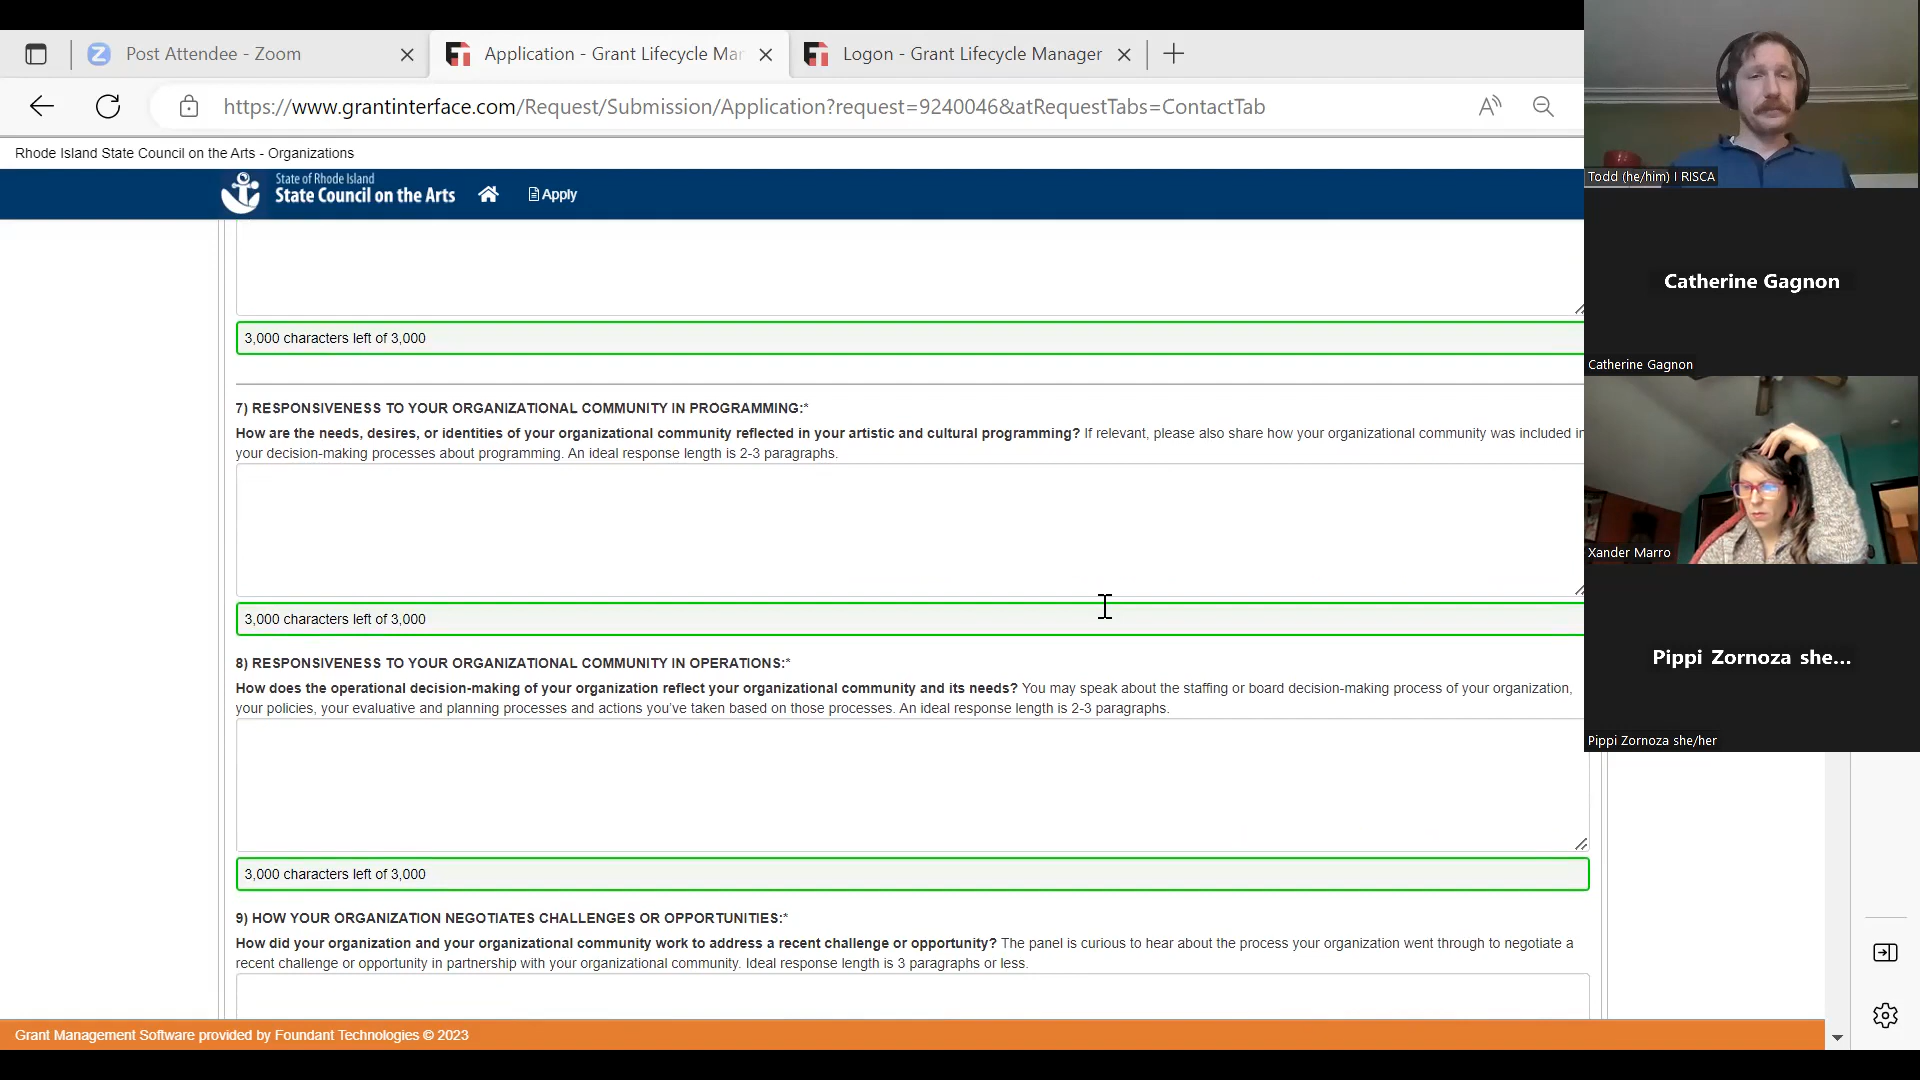 Post Attendee - Zoom
Application - Grant Lifecycle Mar
Logon - Grant Lifecycle Manager
https://www.grantinterface.com/Request/Submission/Application?request=9240046&atRequestTabs=ContactTab
Rhode Island State Council on the Arts - Organizations
State of Rhode Island
State Council on the Arts
Apply
3,000 characters left of 3,000
7) RESPONSIVENESS TO YOUR ORGANIZATIONAL COMMUNITY IN PROGRAMMING:*
How are the needs, desires, or identities of your organizational community reflected in your artistic and cultural programming? If relevant, please also share how your organizational community was included in
your decision-making processes about programming. An ideal response length is 2-3 paragraphs.
3,000 characters left of 3,000
8) RESPONSIVENESS TO YOUR ORGANIZATIONAL COMMUNITY IN OPERATIONS:*
How does the operational decision-making of your organization reflect your organizational community and its needs? You may speak about the staffing or board decision-making process of your organization,
your policies, your evaluative and planning processes and actions you've taken based on those processes. An ideal response length is 2-3 paragraphs.
3,000 characters left of 3,000
9) HOW YOUR ORGANIZATION NEGOTIATES CHALLENGES OR OPPORTUNITIES:*
How did your organization and your organizational community work to address a recent challenge or opportunity? The panel is curious to hear about the process your organization went through to negotiate a
recent challenge or opportunity in partnership with your organizational community. Ideal response length is 3 paragraphs or less.
Grant Management Software provided by Foundant Technologies © 2023
Todd (he/him) I RISCA
Catherine Gagnon
Catherine Gagnon
Xander Marro
Pippi Zornoza she...
Pippi Zornoza she/her